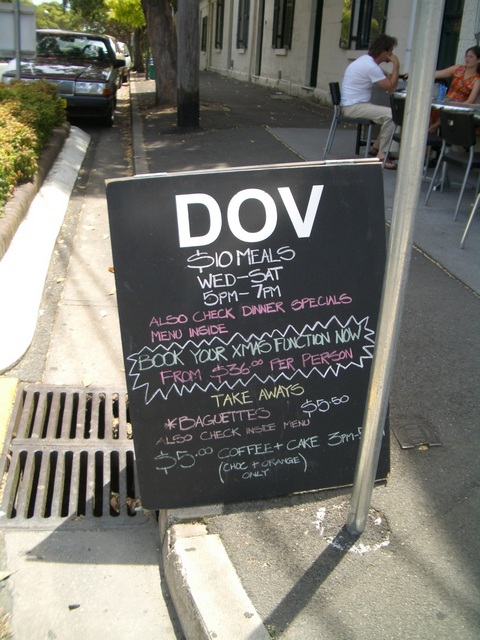 DOV
$10 MEALS
WED-SAT
5PM-7PM
ALSO CHECK DINNER SPECIALS
MENU INSIDE
BOOK YOUR XMAS FUNCTION NOW
FROM $36.00 PER PERSON
TAKE AWAYS
*BAGUETTES $5.50
ALSO CHECK INSIDE MENU
$5.00 COFFEE + CAKE 3PM-5
(CHOC + ORANGE)
ONLY